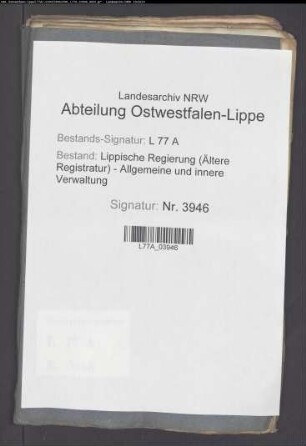 Landesarchiv NRW
Abteilung Ostwestfalen-Lippe
Bestands-Signatur: L 77 A
Bestand: Lippische Regierung (Ältere
Registratur) - Allgemeine und innere
Verwaltung
Signatur: Nr. 3946
L77A_03946